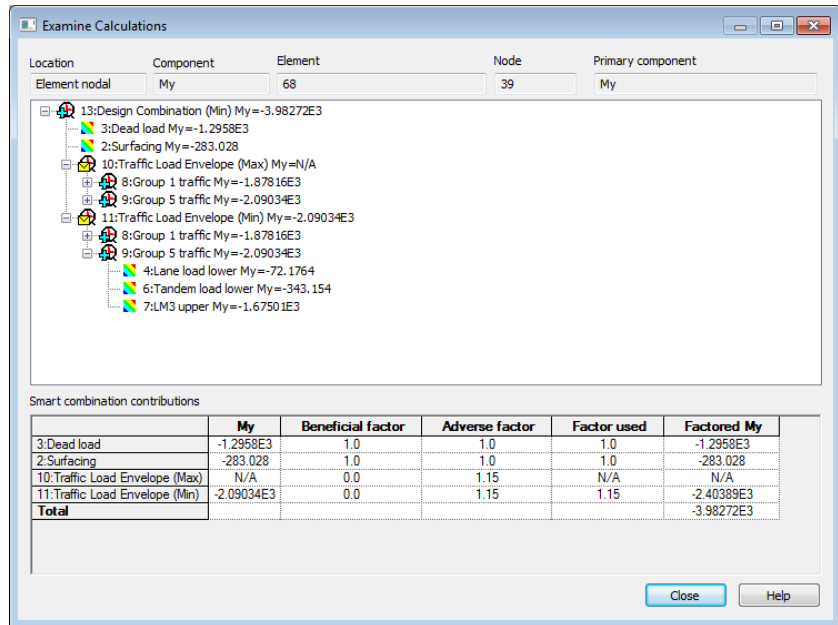 Examine Calculations
Location Component Element Node Primary component
Element nodal My 68 39 My
13:Design Combination (Min) My=-3.98272E3
3:Dead load My=-1.2958E3
2:Surfacing My=-283.028
10:Traffic Load Envelope (Max) My=N/A
8:Group 1 traffic My=-1.87816E3
9:Group 5 traffic My=-2.09034E3
11:Traffic Load Envelope (Min) My=-2.09034E3
8:Group 1 traffic My=-1.87816E3
9:Group 5 traffic My=-2.09034E3
4:Lane load lower My=-72.1764
6:Tandem load lower My=-343.154
7:LM3 upper My=-1.67501E3
Smart combination contributions
My Beneficial factor Adverse factor Factor used Factored My
3:Dead load -1.2958E3 1.0 1.0 1.0 -1.2958E3
2:Surfacing -283.028 1.0 1.0 1.0 -283.028
10:Traffic Load Envelope (Max) N/A 0.0 1.15 N/A N/A
11:Traffic Load Envelope (Min) -2.09034E3 0.0 1.15 1.15 -2.40389E3
Total -3.98272E3
Close Help